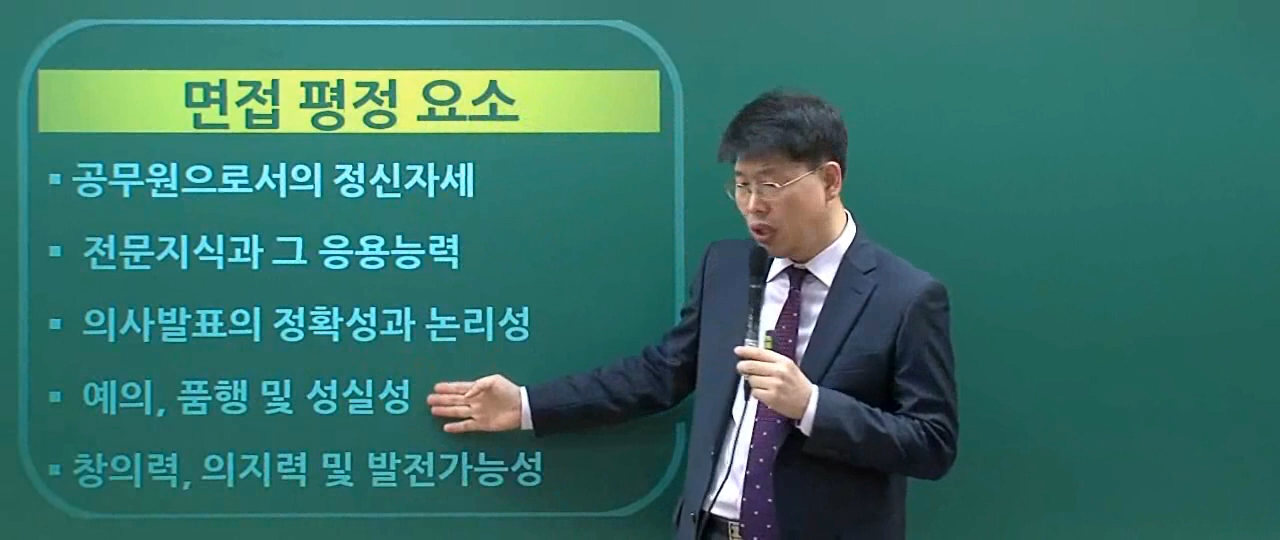 면접 평정 요소
▪ 공무원으로서의 정신자세
▪ 전문지식과 그 응용능력
▪ 의사발표의 정확성과 논리성
▪ 예의, 품행 및 성실성
▪ 창의력, 의지력 및 발전가능성